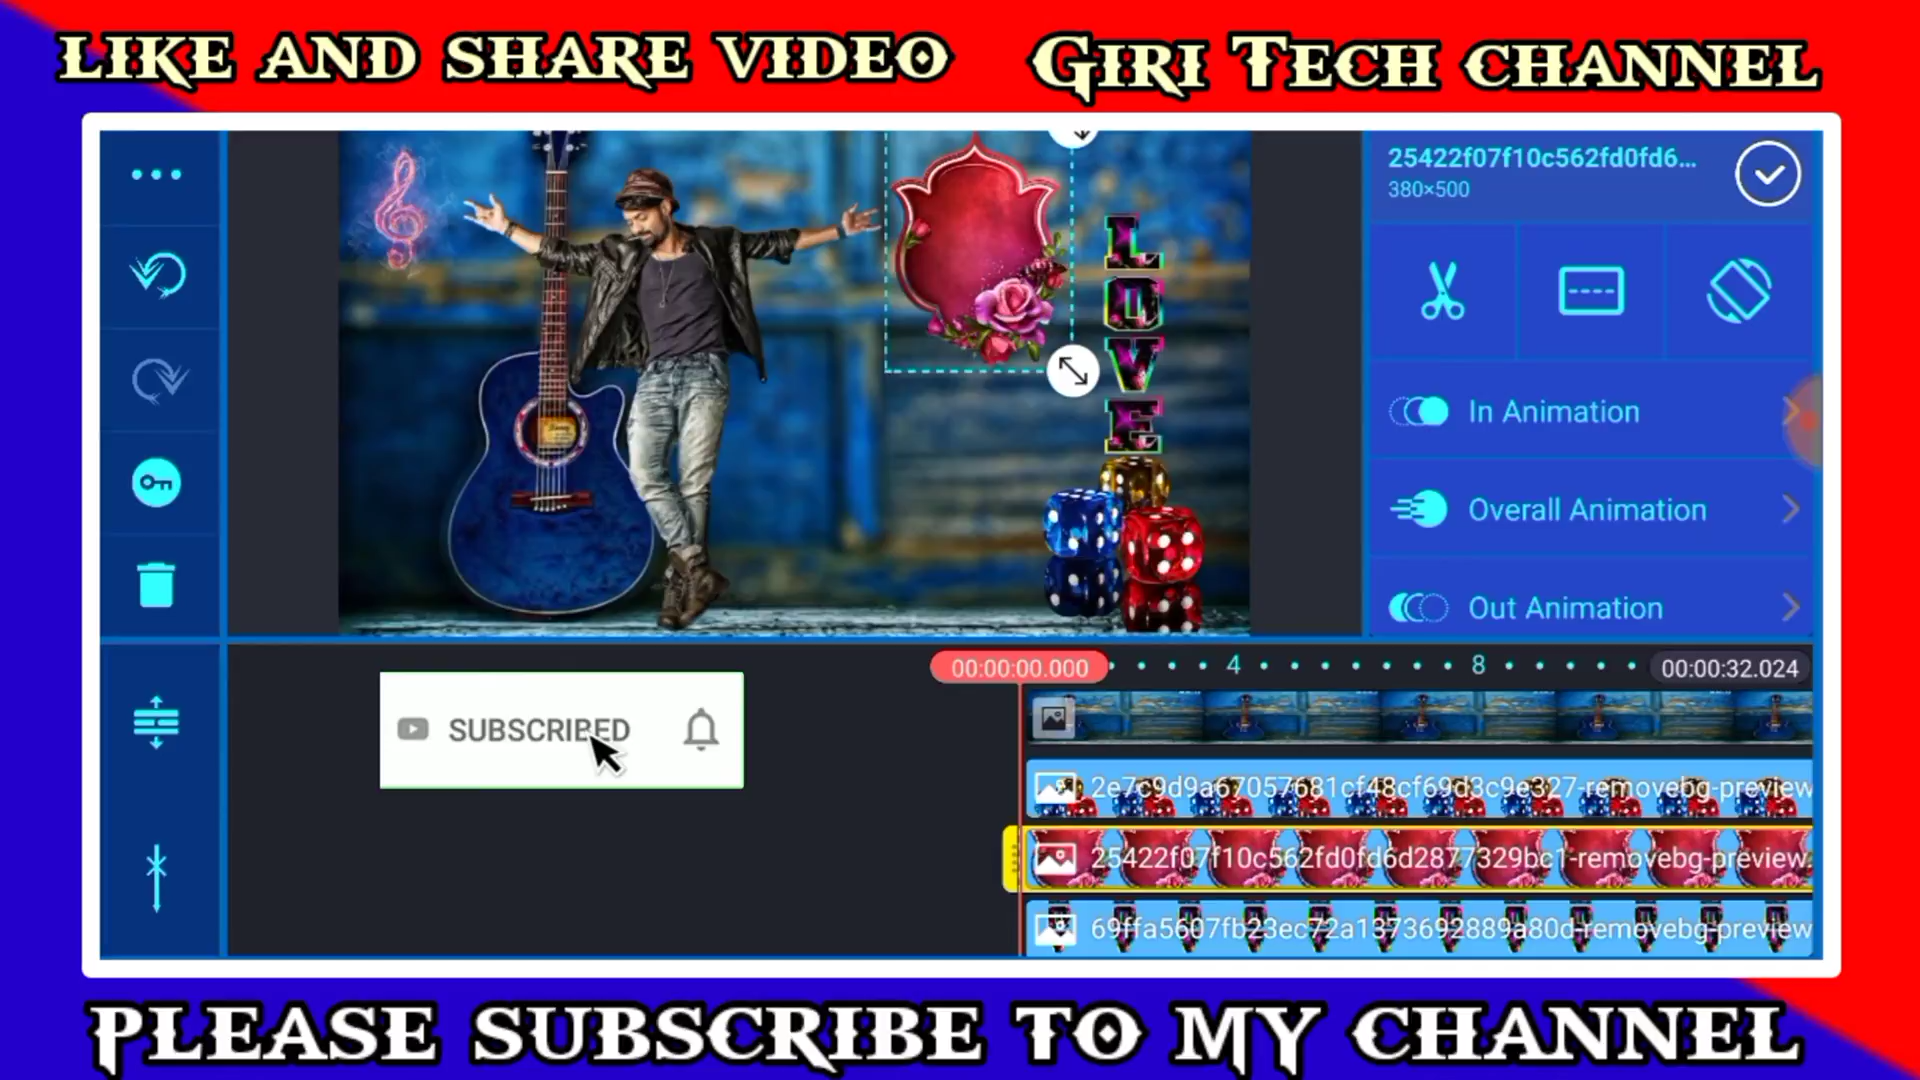 LIKE AND SHARE VIDEO GIRI TECH CHANNEL
25422f07f10c562fd0fd6...
380×500
LOVE
In Animation
Overall Animation
Out Animation
00:00:00.000 4 8 00:00:32.024
SUBSCRIBED
2e7c9d9a67057681cf48cf69d3c9e327-removebg-preview
25422f07f10c562fd0fd6d2877329bc1-removebg-preview.
69ffa5607fb23ec72a1373692889a80d-removebg-preview
PLEASE SUBSCRIBE TO MY CHANNEL